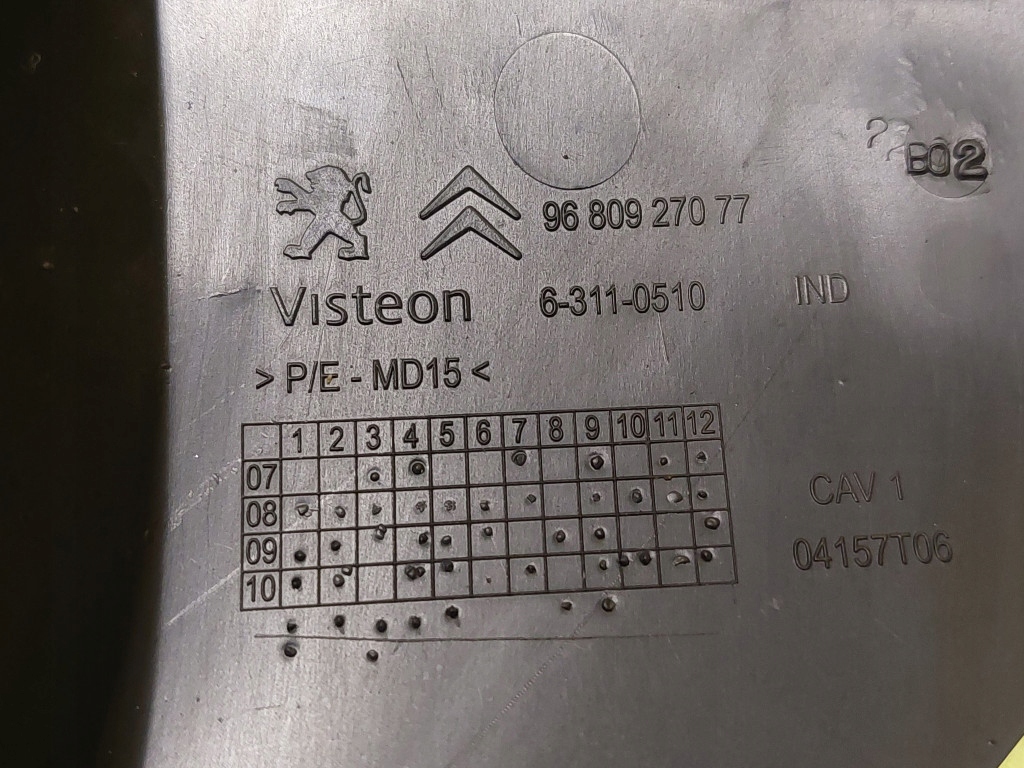 B02
96 809 270 77
Visteon 6-311-0510 IND
> P/E - MD15 <
1 2 3 4 5 6 7 8 9 10 11 12
07
08
09
10
CAV 1
04157T06